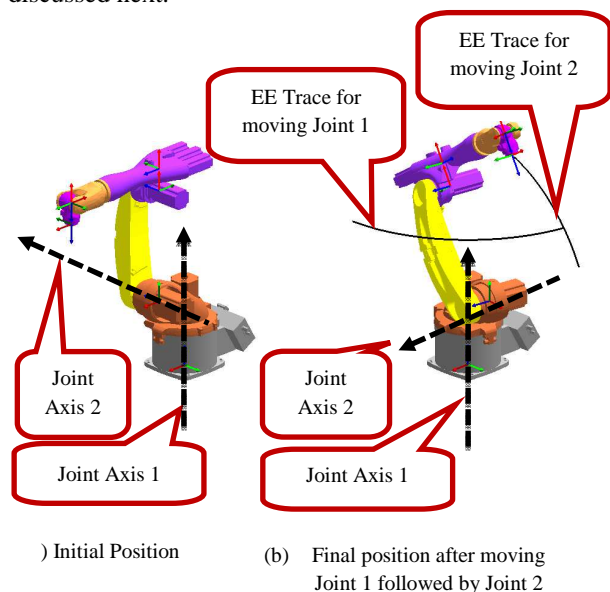 discussed next.
EE Trace for
moving Joint 2
EE Trace for
moving Joint 1
Joint
Axis 2
Joint Axis 1
Joint
Axis 2
Joint Axis 1
) Initial Position
(b) Final position after moving
Joint 1 followed by Joint 2